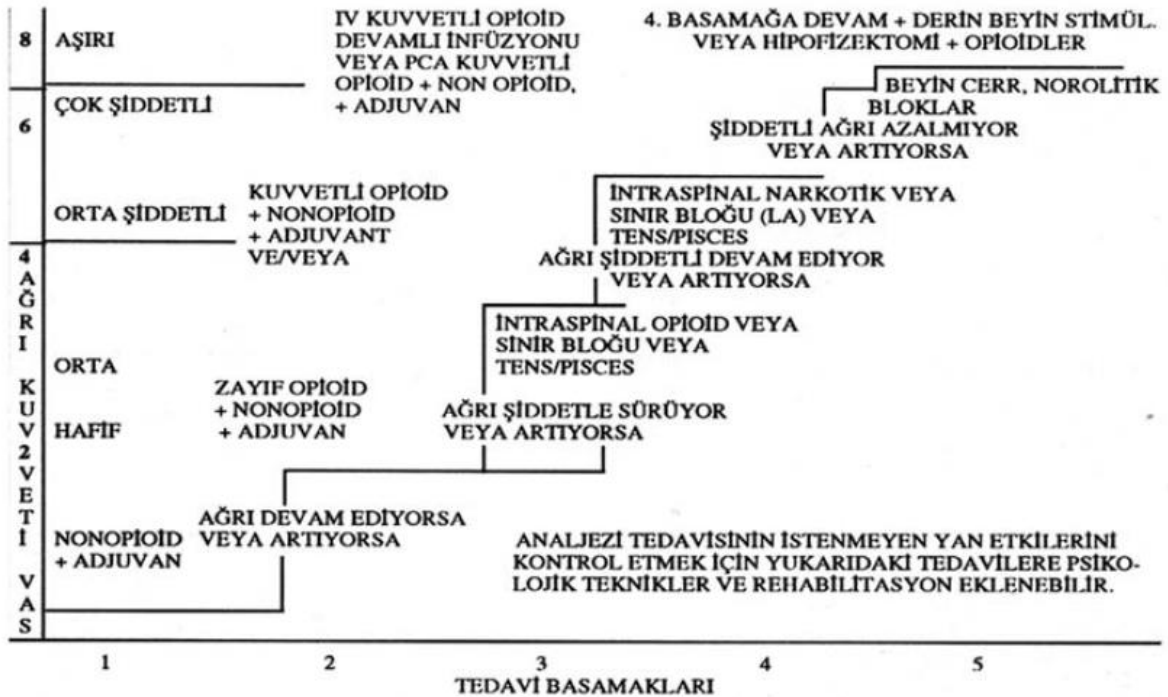 8
AŞIRI
IV KUVVETLİ OPİOİD
DEVAMLI İNFÜZYONU
VEYA PCA KUVVETLİ
OPİOİD + NON OPİOİD,
+ ADJUVAN
4. BASAMAĞA DEVAM + DERİN BEYİN STİMÜL.
VEYA HİPOFİZEKTOMİ + OPİOİDLER
BEYİN CERR, NOROLİTİK
BLOKLAR
ÇOK ŞİDDETLİ
6
ŞİDDETLİ AĞRI AZALMIYOR
VEYA ARTIYORSA
ORTA ŞİDDETLİ
KUVVETLİ OPİOİD
+ NONOPİOİD
+ ADJUVANT
VE/VEYA
İNTRASPİNAL NARKOTİK VEYA
SINIR BLOĞU (LA) VEYA
TENS/PISCES
AĞRI ŞİDDETLİ DEVAM EDİYOR
VEYA ARTIYORSA
4
AĞRI KUV2VETİ VAS
İNTRASPİNAL OPİOİD VEYA
SİNIR BLOĞU VEYA
TENS/PISCES
ORTA
HAFİF
ZAYIF OPİOİD
+ NONOPİOİD
+ ADJUVAN
AĞRI ŞİDDETLE SÜRÜYOR
VEYA ARTIYORSA
NONOPİOİD
+ ADJUVAN
AĞRI DEVAM EDİYORSA
VEYA ARTIYORSA
ANALJEZİ TEDAVİSİNİN İSTENMEYEN YAN ETKİLERİNİ
KONTROL ETMEK İÇİN YUKARIDAKİ TEDAVİLERE PSİKO-
LOJİK TEKNİKLER VE REHABİLİTASYON EKLENEBİLİR.
1 2 3 4 5
TEDAVİ BASAMAKLARI